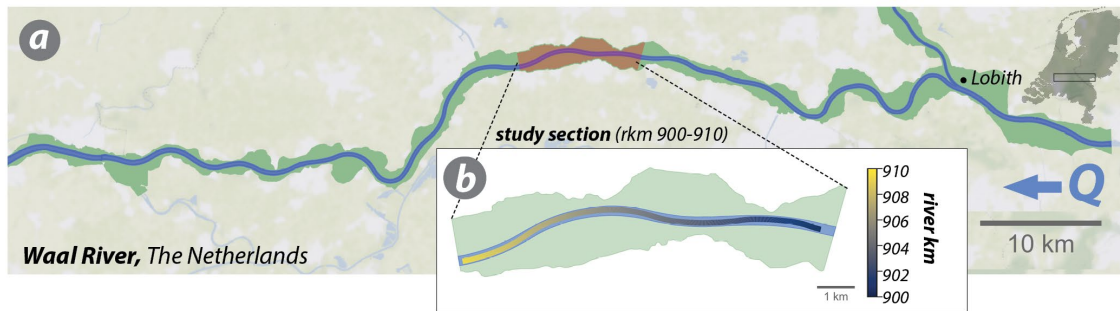 a
Lobith
study section (rkm 900-910)
b
910
908
906
904
902
900
river km
Q
10 km
1 km
Waal River, The Netherlands